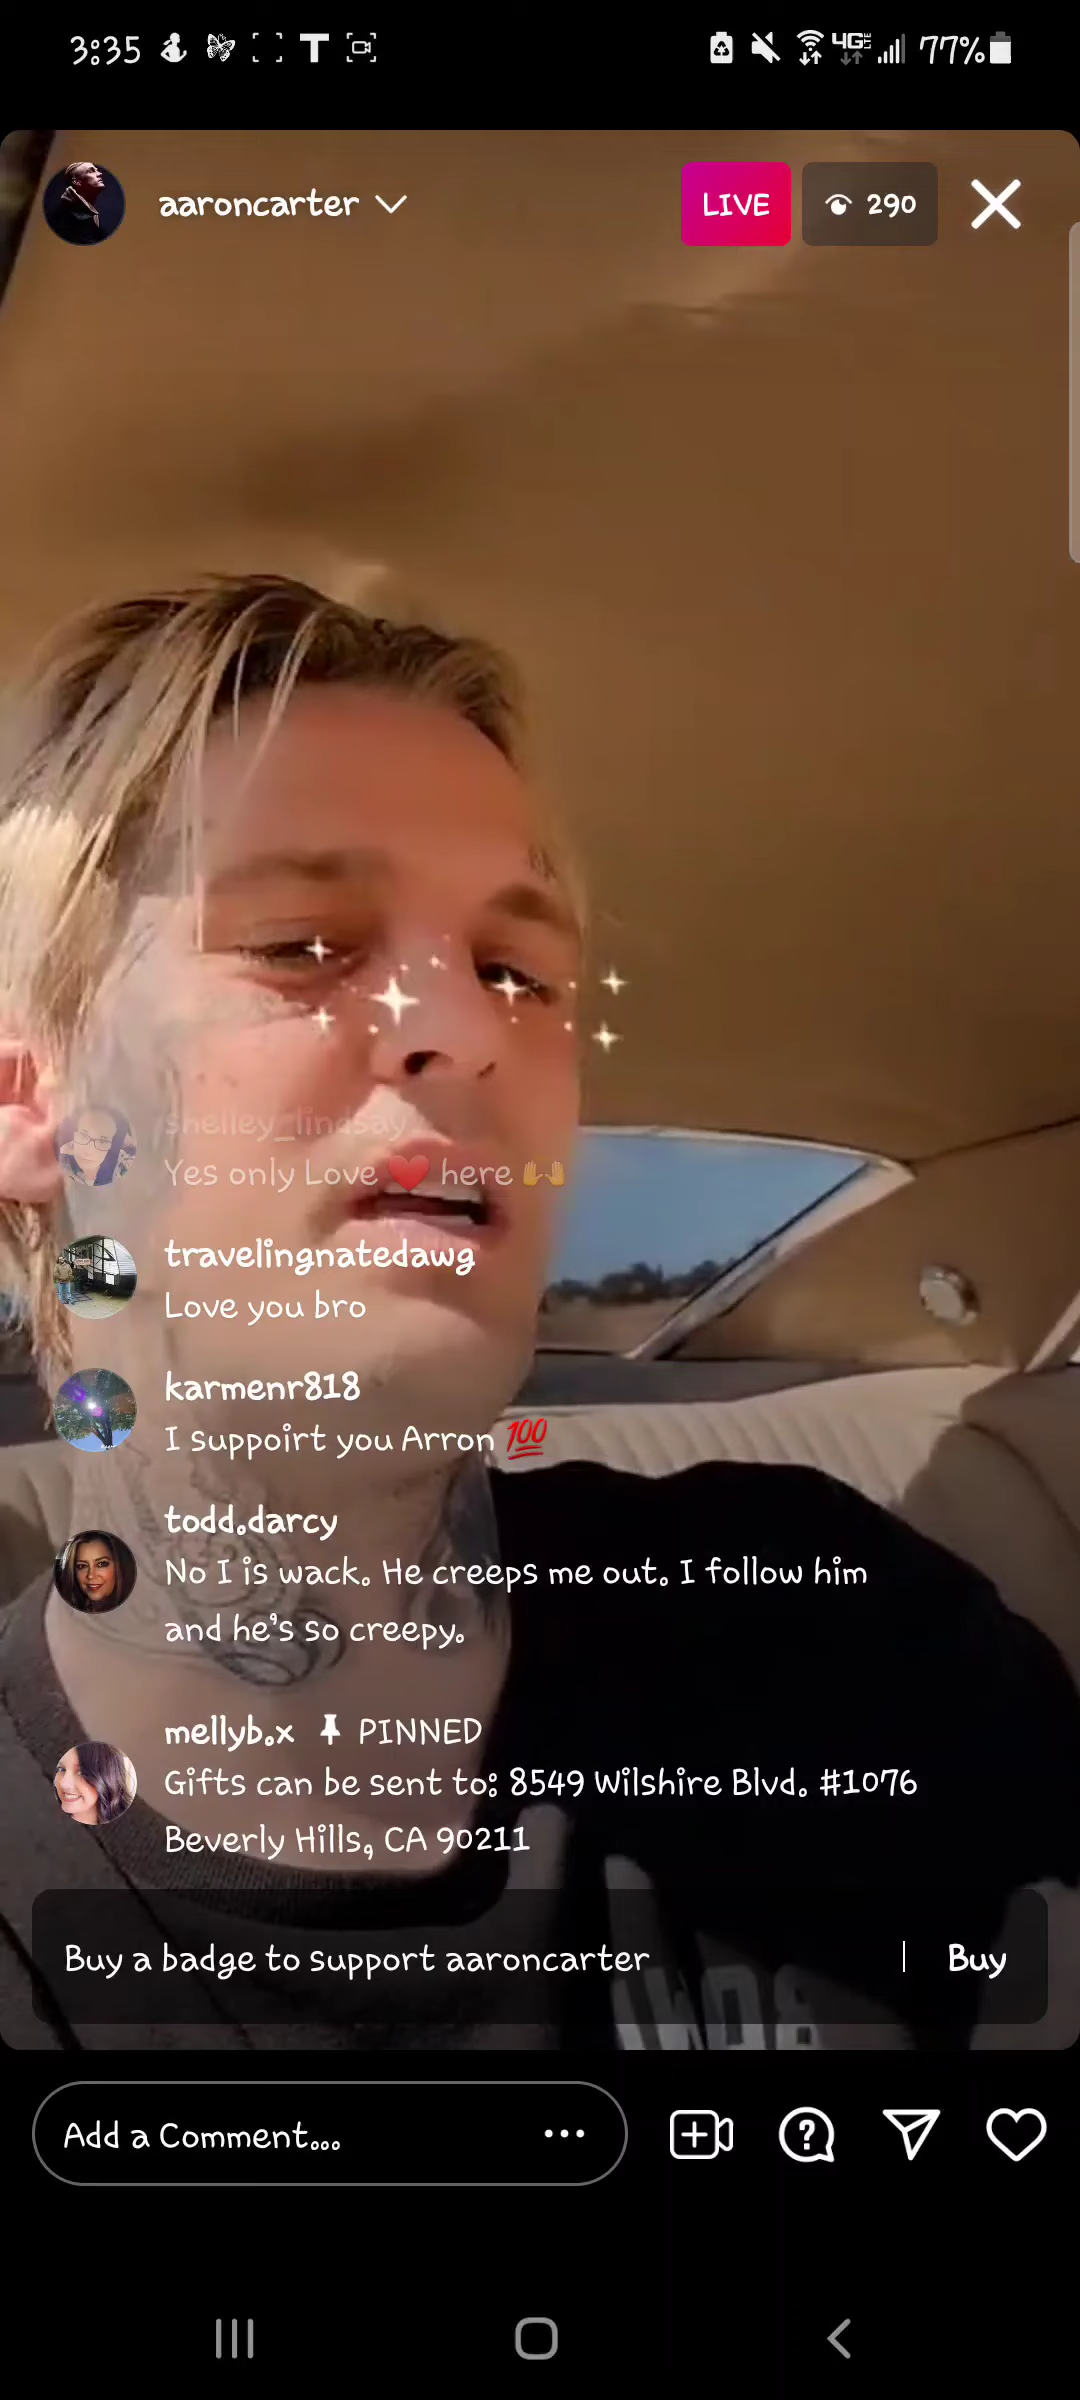 3:35
T
4G LTE
77%
aaroncarter
LIVE
290
shelley_lindsay
Yes only Love ❤️ here 🙌
travelingnatedawg
Love you bro
karmenr818
I suppoirt you Arron 💯
todd.darcy
No I is wack. He creeps me out. I follow him
and he's so creepy.
mellyb.x PINNED
Gifts can be sent to: 8549 Wilshire Blvd. #1076
Beverly Hills, CA 90211
Buy a badge to support aaroncarter | Buy
Add a Comment...